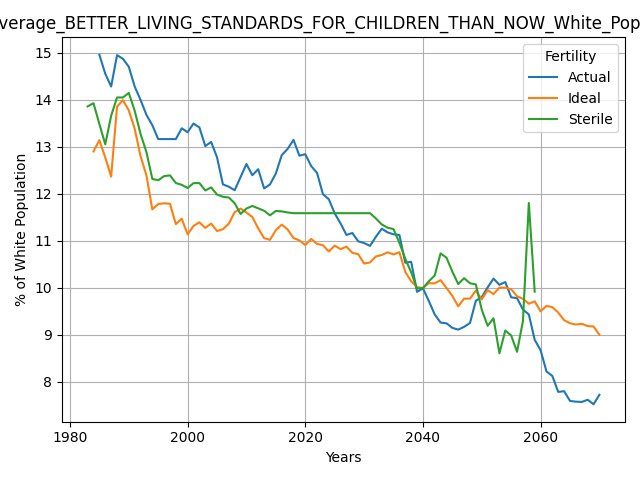 verage_BETTER_LIVING_STANDARDS_FOR_CHILDREN_THAN_NOW_White_Pop
Fertility
Actual
Ideal
Sterile
% of White Population
15
14
13
12
11
10
9
8
1980 2000 2020 2040 2060
Years